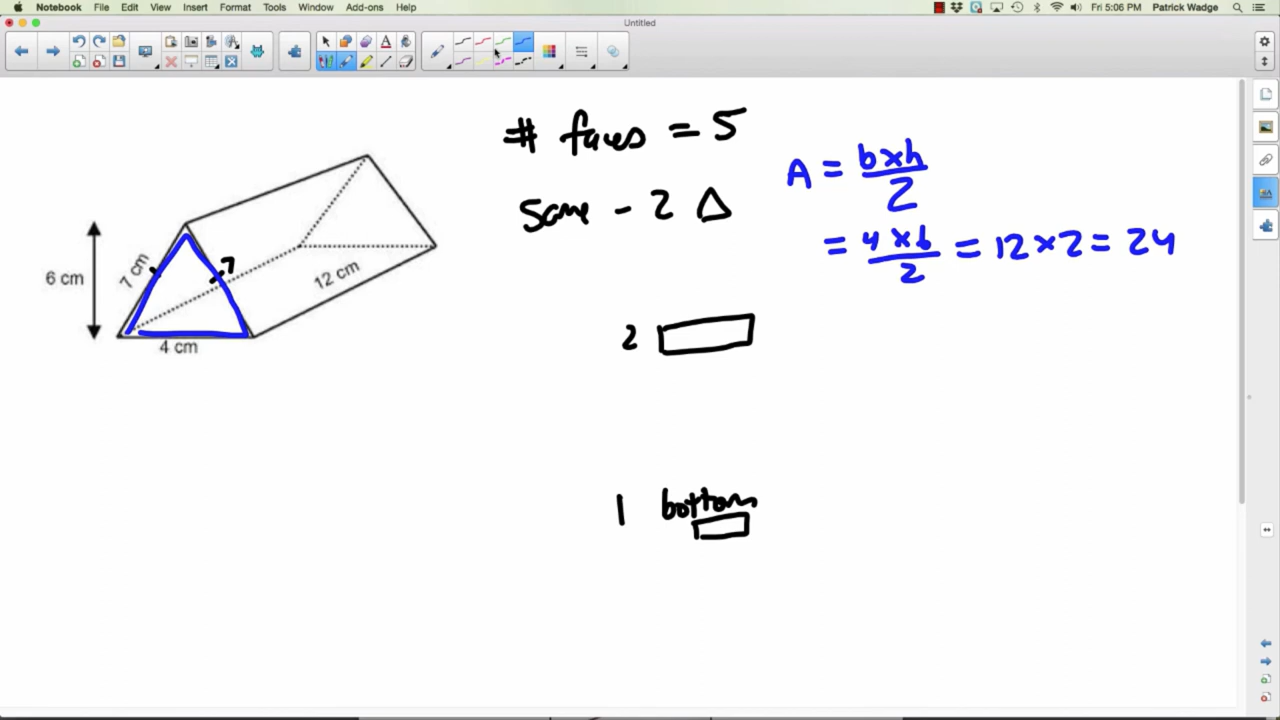 Notebook File Edit View Insert Format Tools Window Add-ons Help Fri 5:06 PM Patrick Wadge
Untitled
# faces = 5
A = b×h/2
Same - 2 △
= 4×6/2 = 12×2 = 24
7 cm
7
6 cm
12 cm
4 cm
2
1 bottom